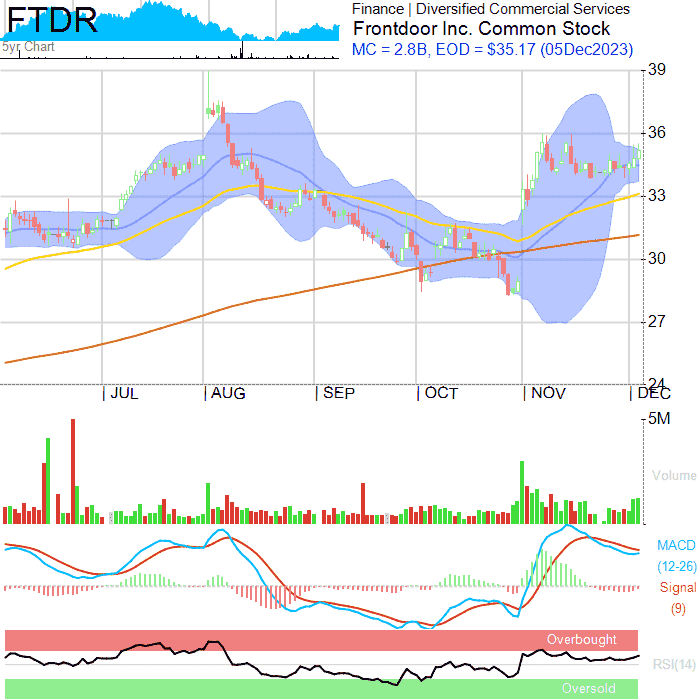 FTDR
5yr Chart
Finance | Diversified Commercial Services
Frontdoor Inc. Common Stock
MC = 2.8B, EOD = $35.17 (05Dec2023)
39
36
33
30
27
24
JUL AUG SEP OCT NOV DEC
5M
Volume
MACD
(12-26)
Signal
(9)
Overbought
RSI(14)
Oversold